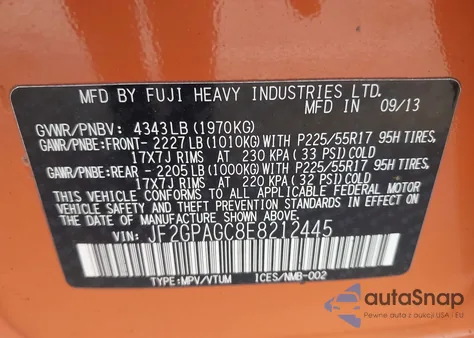 MFD BY FUJI HEAVY INDUSTRIES LTD.
IN 09/13
GVWR/PNBV: 4343LB (1970KG)
GAWR/PNBE:FRONT- 2227LB (1010KG)WITH P225/55R17 95H TIRES,
17X7J RIMS AT 230 KPA (33 PSI)COLD
GAWR/PNBE:REAR - 2205LB (1000KG)WITH P225/55R17 95H TIRES,
17X7J RIMS AT 220 KPA (32 PSI)COLD
THIS VEHICLE CONFORMS TO ALL APPLICABLE FEDERAL MOTOR
VEHICLE SAFETY AND THEFT PREVENTION STANDARDS IN
EFFECT ON THE DATE OF MANUFACTURE SHOWN ABOVE.
VIN: JF2GPAGC8E8212445
TYPE:MPV/VTUM ICES/NMB-002
autoSnap
Pewne auto z USA i EU